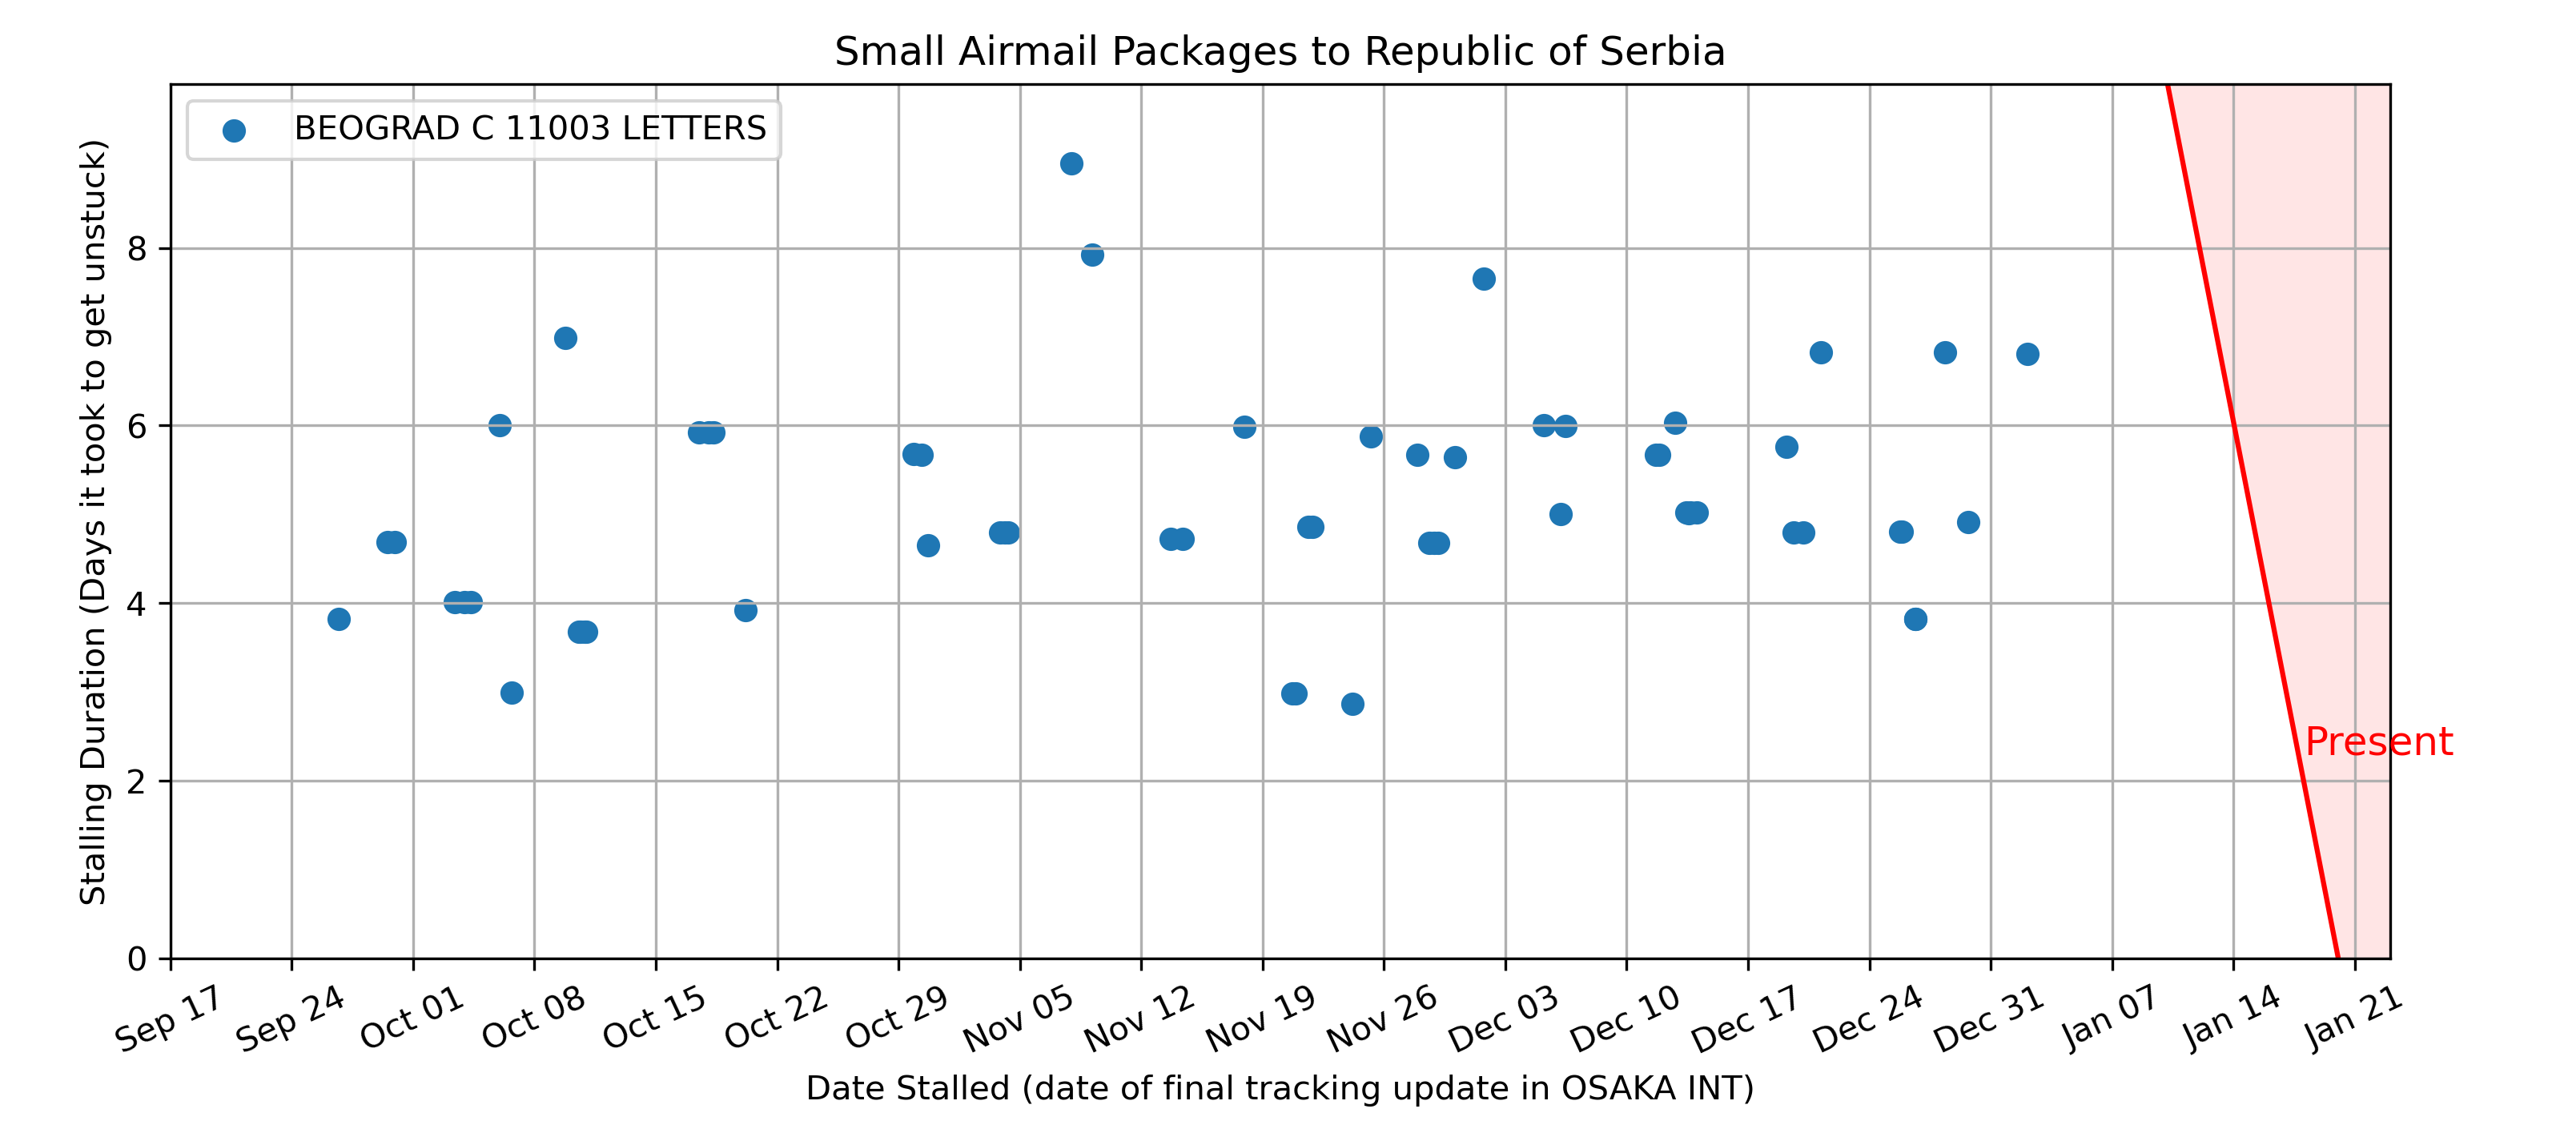 Small Airmail Packages to Republic of Serbia
BEOGRAD C 11003 LETTERS
Stalling Duration (Days it took to get unstuck)
8
6
4
2
0
Present
Sep 17
Sep 24
Oct 01
Oct 08
Oct 15
Oct 22
Oct 29
Nov 05
Nov 12
Nov 19
Nov 26
Dec 03
Dec 10
Dec 17
Dec 24
Dec 31
Jan 07
Jan 14
Jan 21
Date Stalled (date of final tracking update in OSAKA INT)